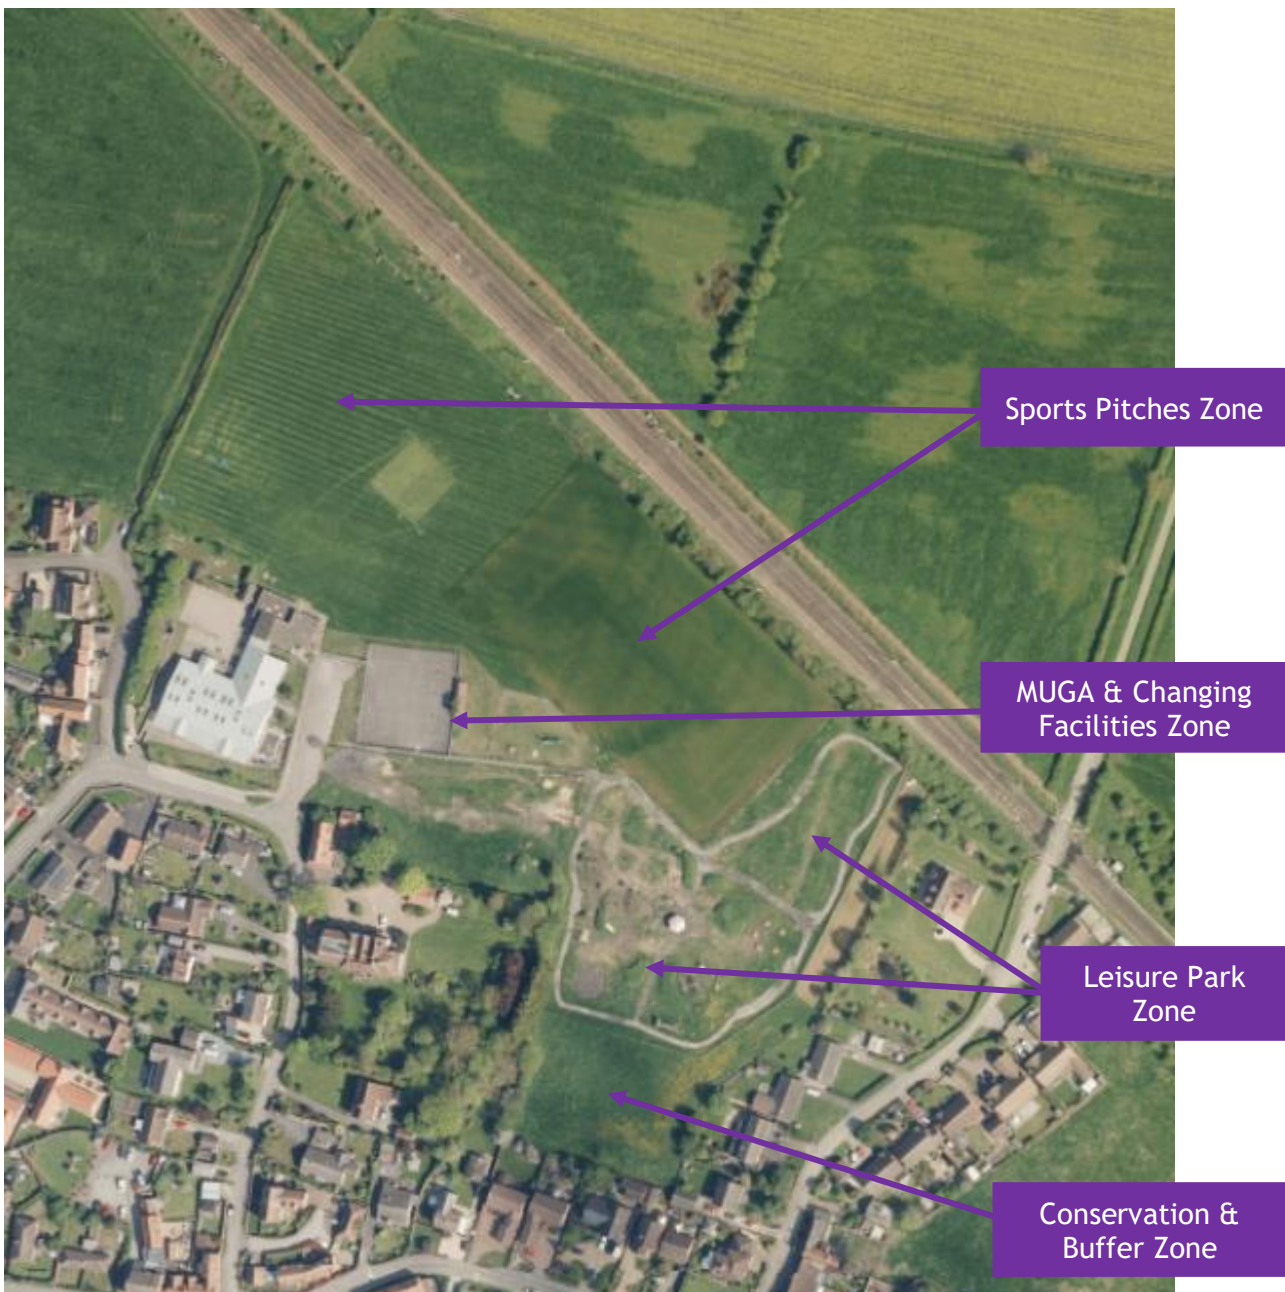 Sports Pitches Zone
MUGA & Changing
Facilities Zone
Leisure Park
Zone
Conservation &
Buffer Zone